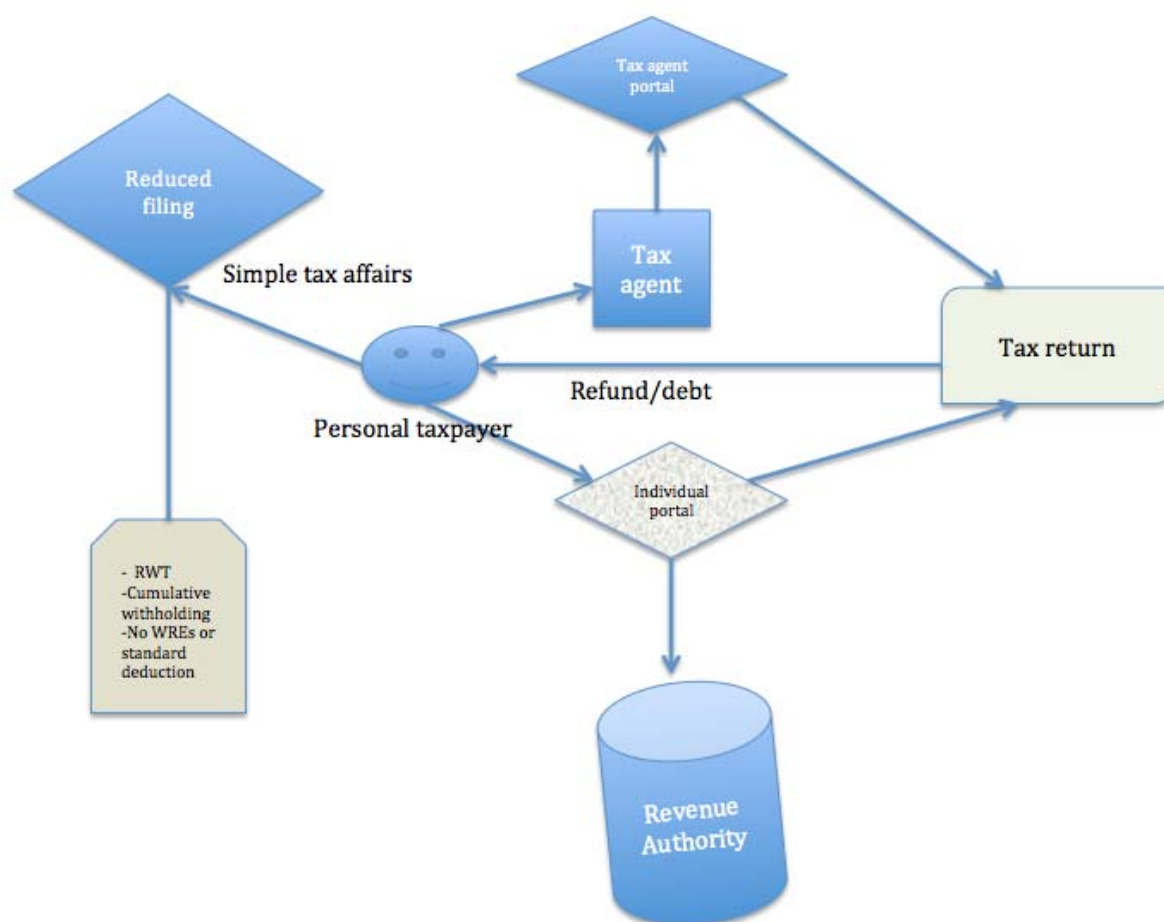 Tax agent
portal
Reduced
filing
Simple tax affairs
Tax
agent
Tax return
Refund/debt
Personal taxpayer
Individual
portal
- RWT
-Cumulative
withholding
-No WREs or
standard
deduction
Revenue
Authority